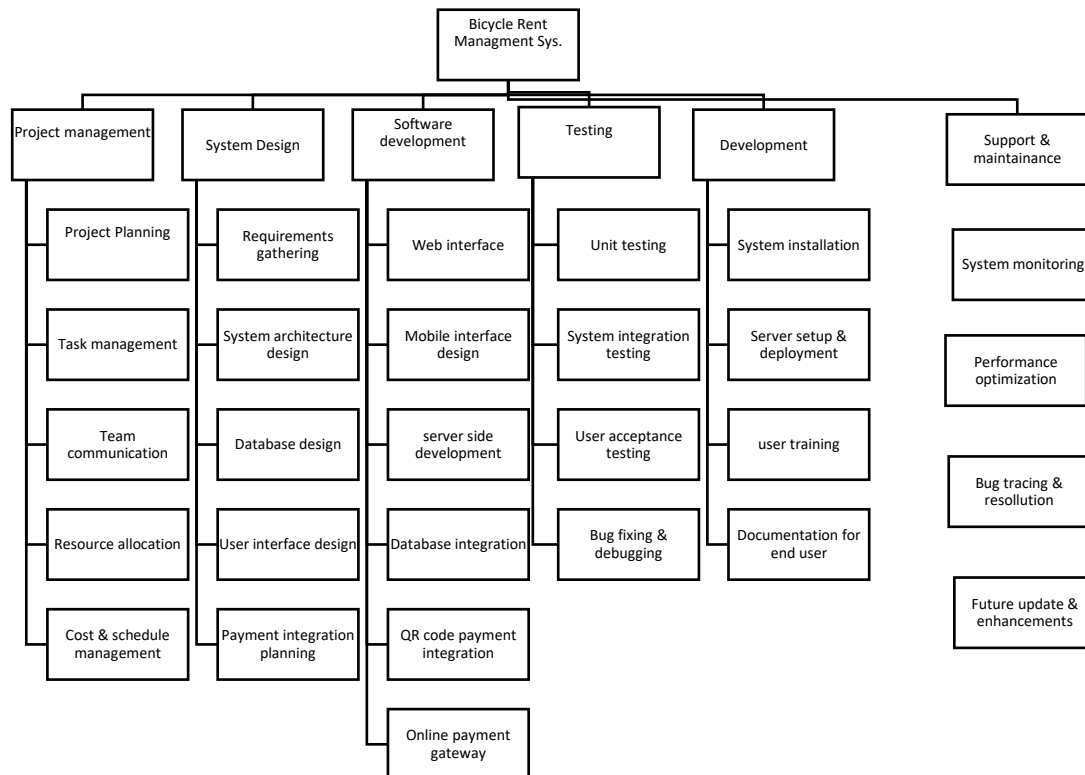 Bicycle Rent
Managment Sys.
Project management
System Design
Software
development
Testing
Development
Support &
maintainance
Project Planning
Task management
Team
communication
Resource allocation
Cost & schedule
management
Requirements
gathering
System architecture
design
Database design
User interface design
Payment integration
planning
Web interface
Mobile interface
design
server side
development
Database integration
QR code payment
integration
Online payment
gateway
Unit testing
System integration
testing
User acceptance
testing
Bug fixing &
debugging
System installation
Server setup &
deployment
user training
Documentation for
end user
System monitoring
Performance
optimization
Bug tracing &
resollution
Future update &
enhancements